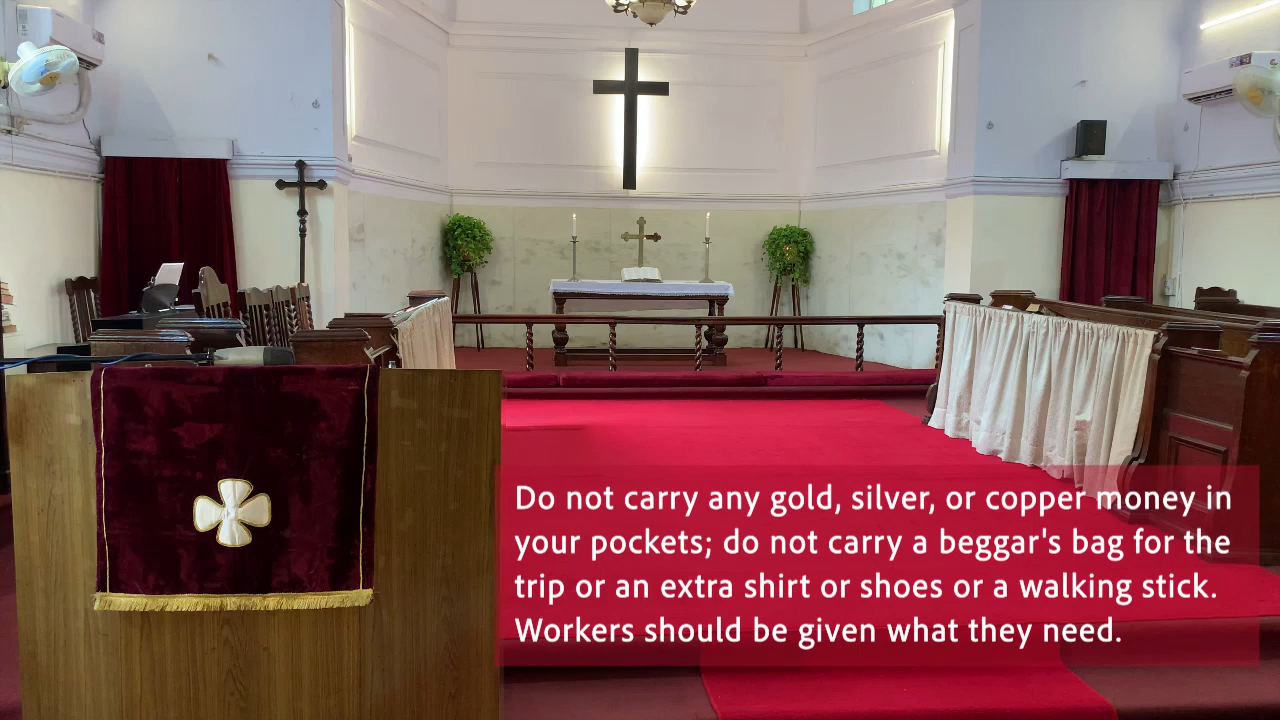 Do not carry any gold, silver, or copper money in
your pockets; do not carry a beggar's bag for the
trip or an extra shirt or shoes or a walking stick.
Workers should be given what they need.